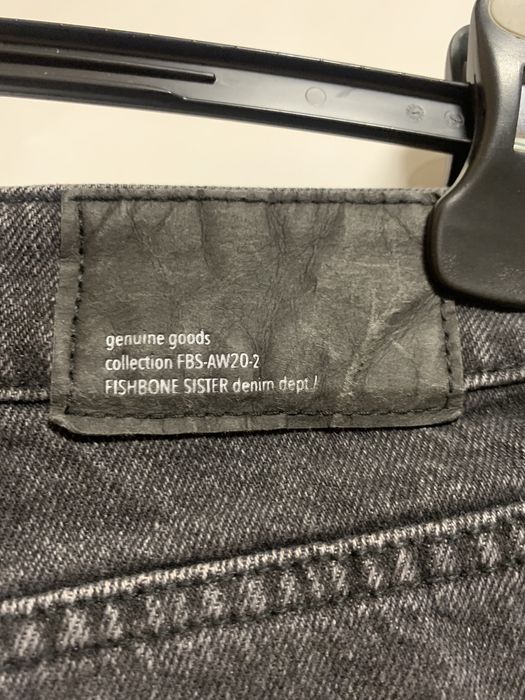 genuine goods
collection FBS-AW20-2
FISHBONE SISTER denim dept./